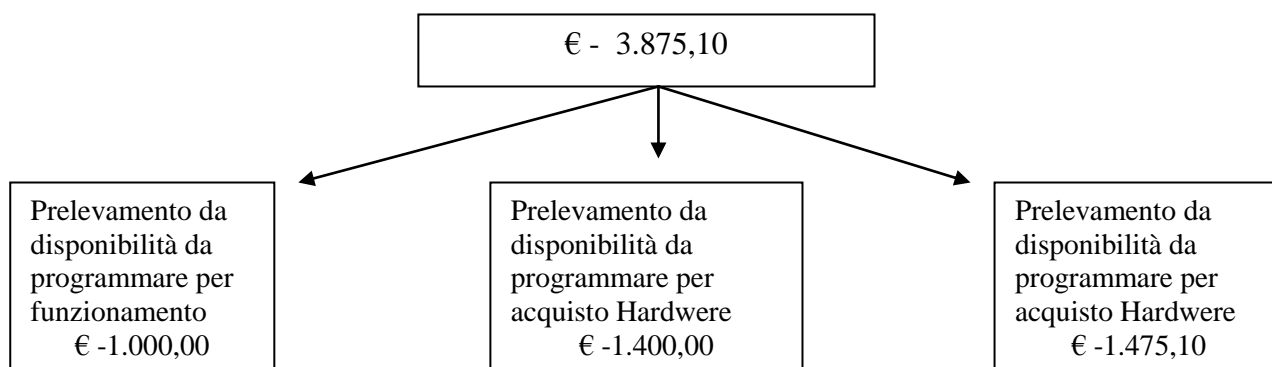 € - 3.875,10
Prelevamento da
disponibilità da
programmare per
funzionamento
€ -1.000,00
Prelevamento da
disponibilità da
programmare per
acquisto Hardwere
€ -1.400,00
Prelevamento da
disponibilità da
programmare per
acquisto Hardwere
€ -1.475,10